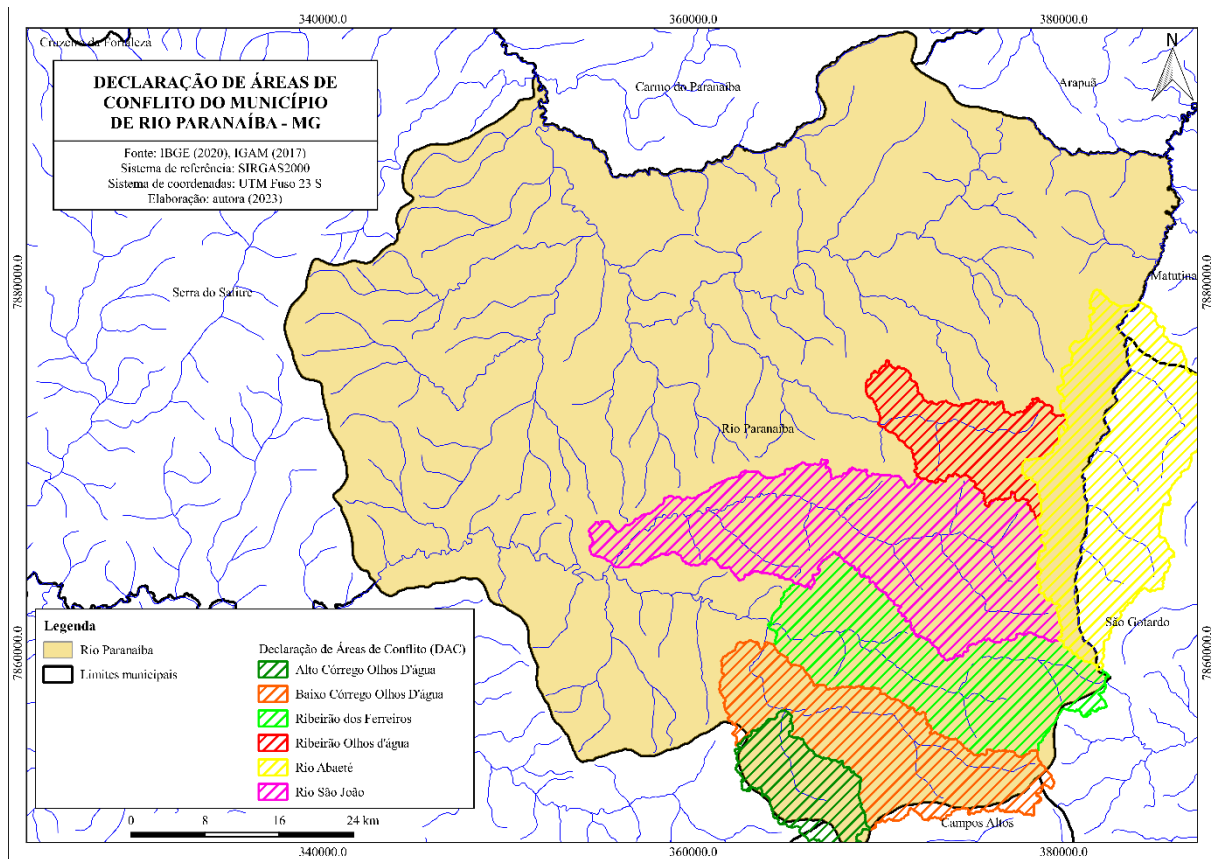 340000.0
360000.0
380000.0
Cruzeiro da Fortaleza
N
DECLARAÇÃO DE ÁREAS DE
CONFLITO DO MUNICÍPIO
DE RIO PARANAÍBA - MG
Fonte: IBGE (2020), IGAM (2017)
Sistema de referência: SIRGAS2000
Sistema de coordenadas: UTM Fuso 23 S
Elaboração: autora (2023)
Carmo do Paranaíba
Arapuã
7880000.0
Serra do Salitre
Matutina
7880000.0
Rio Paranaíba
São Gotardo
7860000.0
7860000.0
Legenda
Rio Paranaíba
Limites municipais
Declaração de Áreas de Conflito (DAC)
Alto Córrego Olhos D'água
Baixo Córrego Olhos D'água
Ribeirão dos Ferreiros
Ribeirão Olhos d'água
Rio Abaeté
Rio São João
Campos Altos
0 8 16 24 km
340000.0
360000.0
380000.0